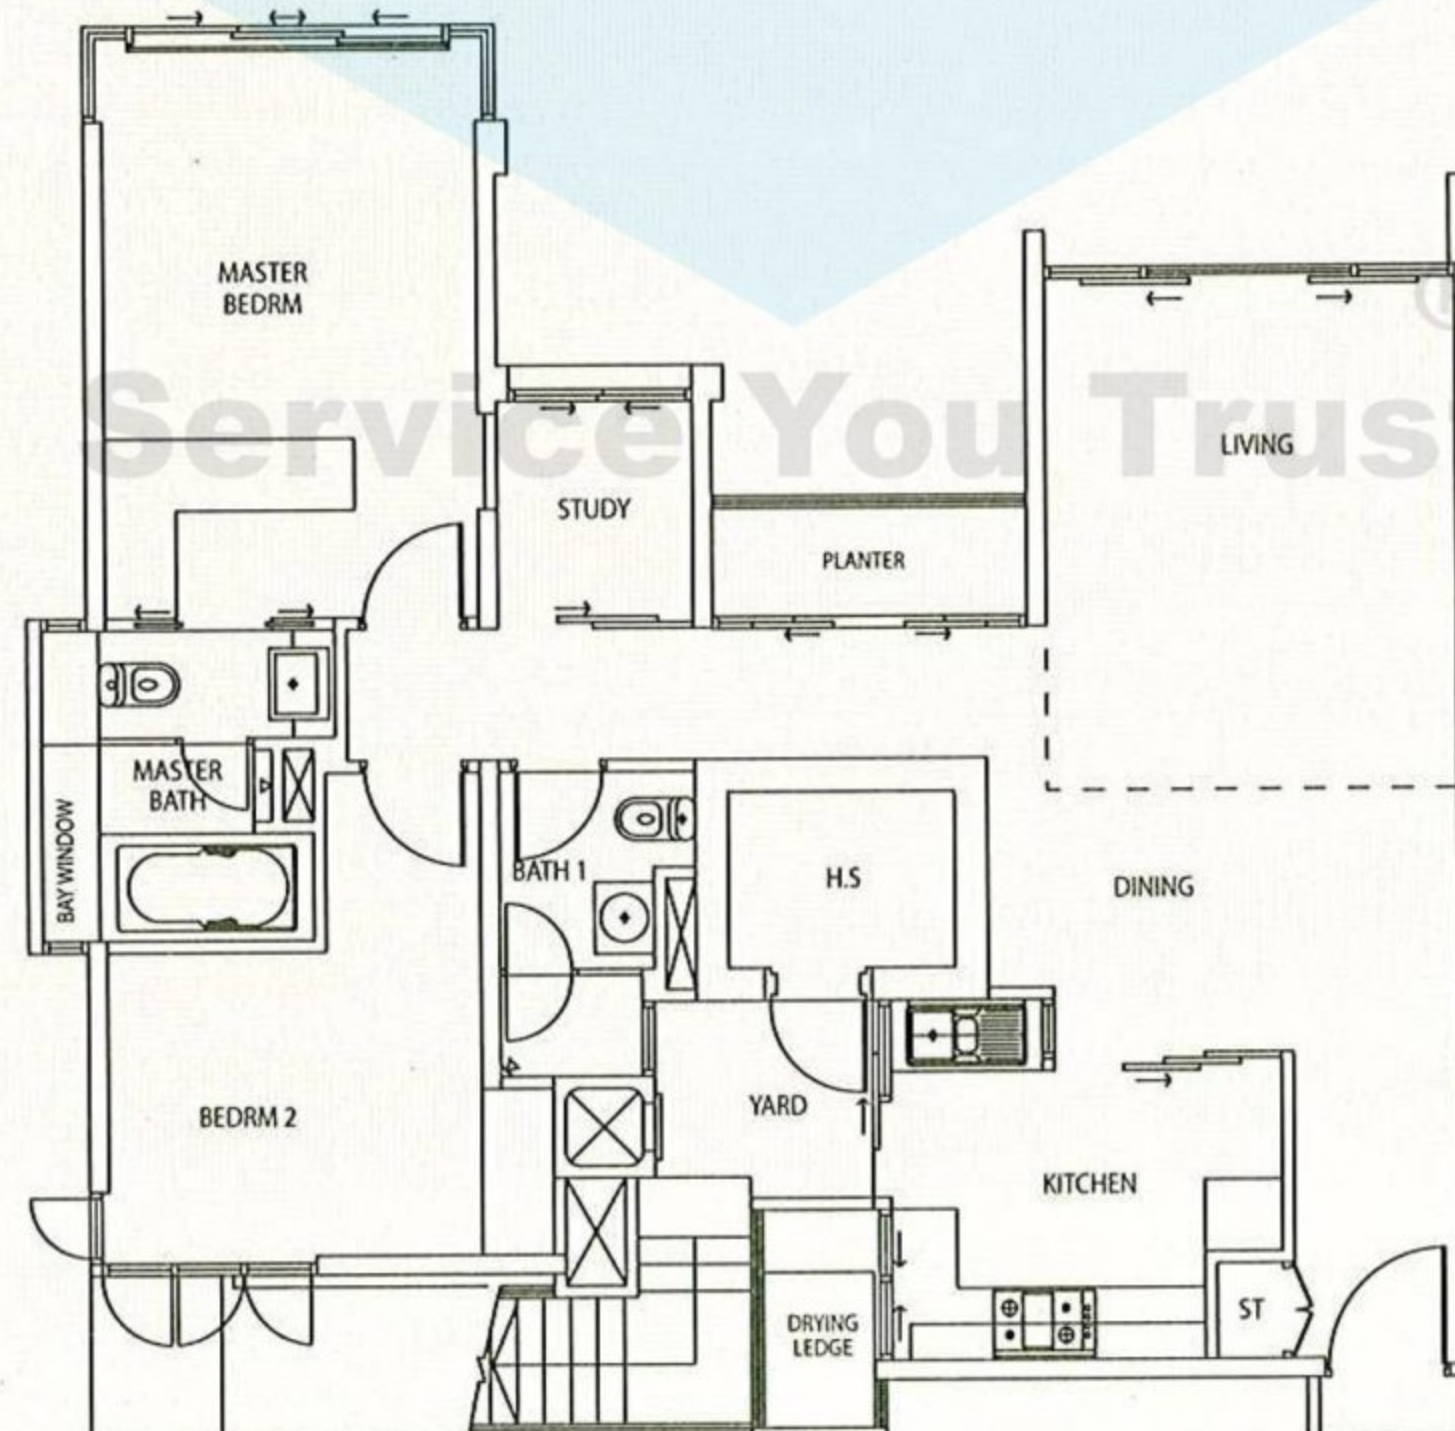 MASTER
BEDRM
Service You Trus
LIVING
STUDY
PLANTER
MASTER
BATH
BAY WINDOW
BATH 1
H.S
DINING
BEDRM 2
YARD
KITCHEN
DRYING
LEDGE
ST